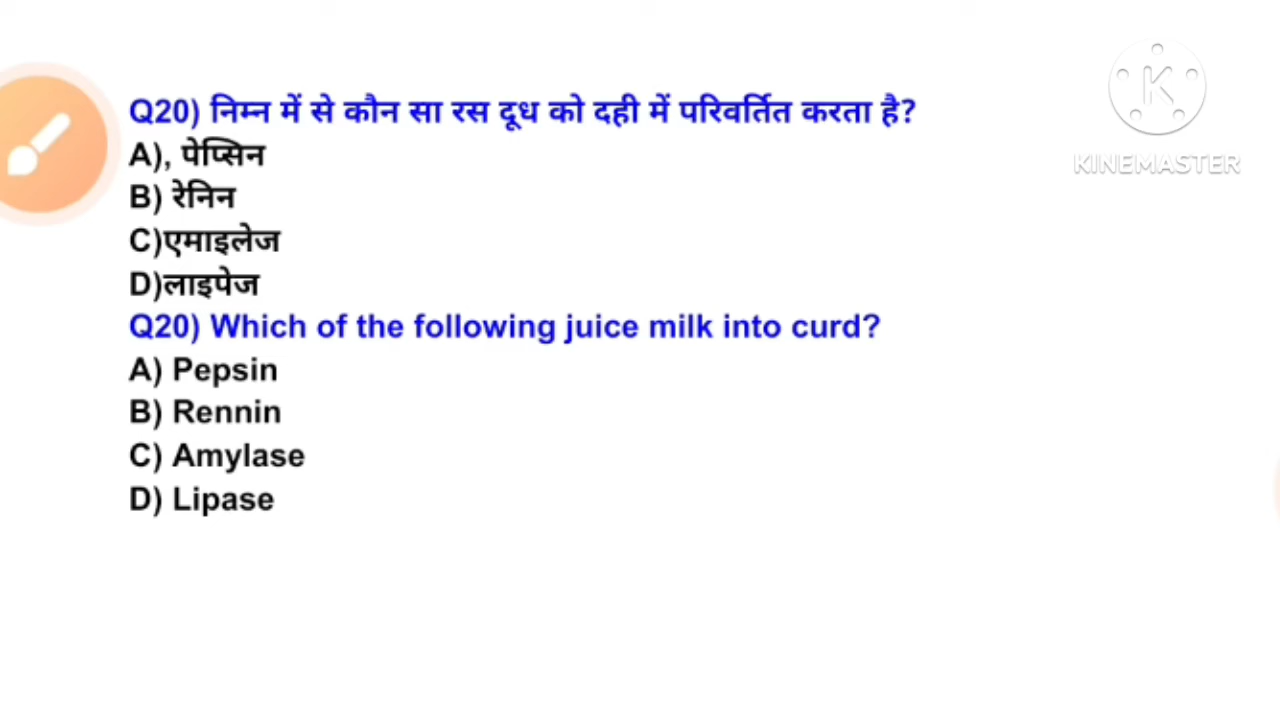 Q20) निम्न में से कौन सा रस दूध को दही में परिवर्तित करता है?
A), पेप्सिन
B) रेनिन
C)एमाइलेज
D)लाइपेज
Q20) Which of the following juice milk into curd?
A) Pepsin
B) Rennin
C) Amylase
D) Lipase
K
KINEMASTER